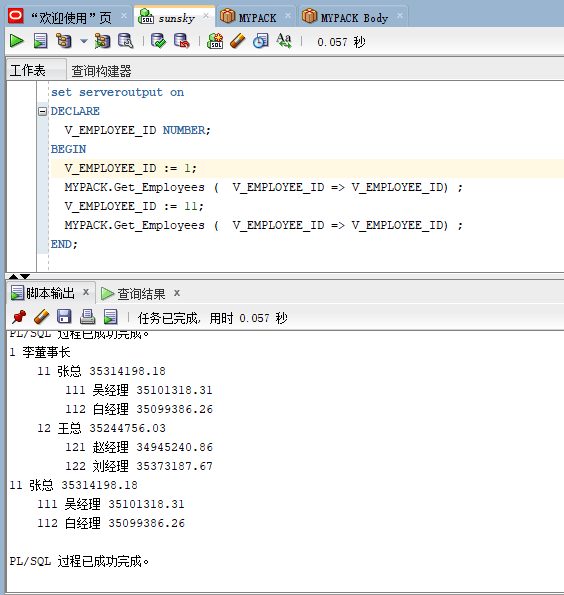 “欢迎使用”页 sunsky MYPACK MYPACK Body
0.057 秒
工作表 查询构建器
set serveroutput on
DECLARE
V_EMPLOYEE_ID NUMBER;
BEGIN
V_EMPLOYEE_ID := 1;
MYPACK.Get_Employees (  V_EMPLOYEE_ID => V_EMPLOYEE_ID) ;
V_EMPLOYEE_ID := 11;
MYPACK.Get_Employees (  V_EMPLOYEE_ID => V_EMPLOYEE_ID) ;
END;
脚本输出 查询结果
任务已完成, 用时 0.057 秒
PL/SQL 过程已成功完成。
1 李董事长
11 张总 35314198.18
111 吴经理 35101318.31
112 白经理 35099386.26
12 王总 35244756.03
121 赵经理 34945240.86
122 刘经理 35373187.67
11 张总 35314198.18
111 吴经理 35101318.31
112 白经理 35099386.26
PL/SQL 过程已成功完成。